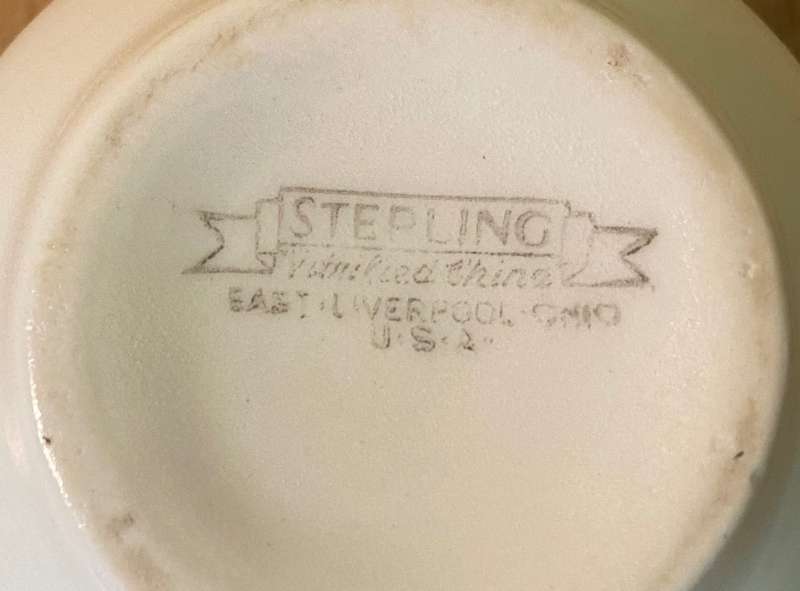 STERLING
Vitrified China
EAST · LIVERPOOL · OHIO
U · S · A ·